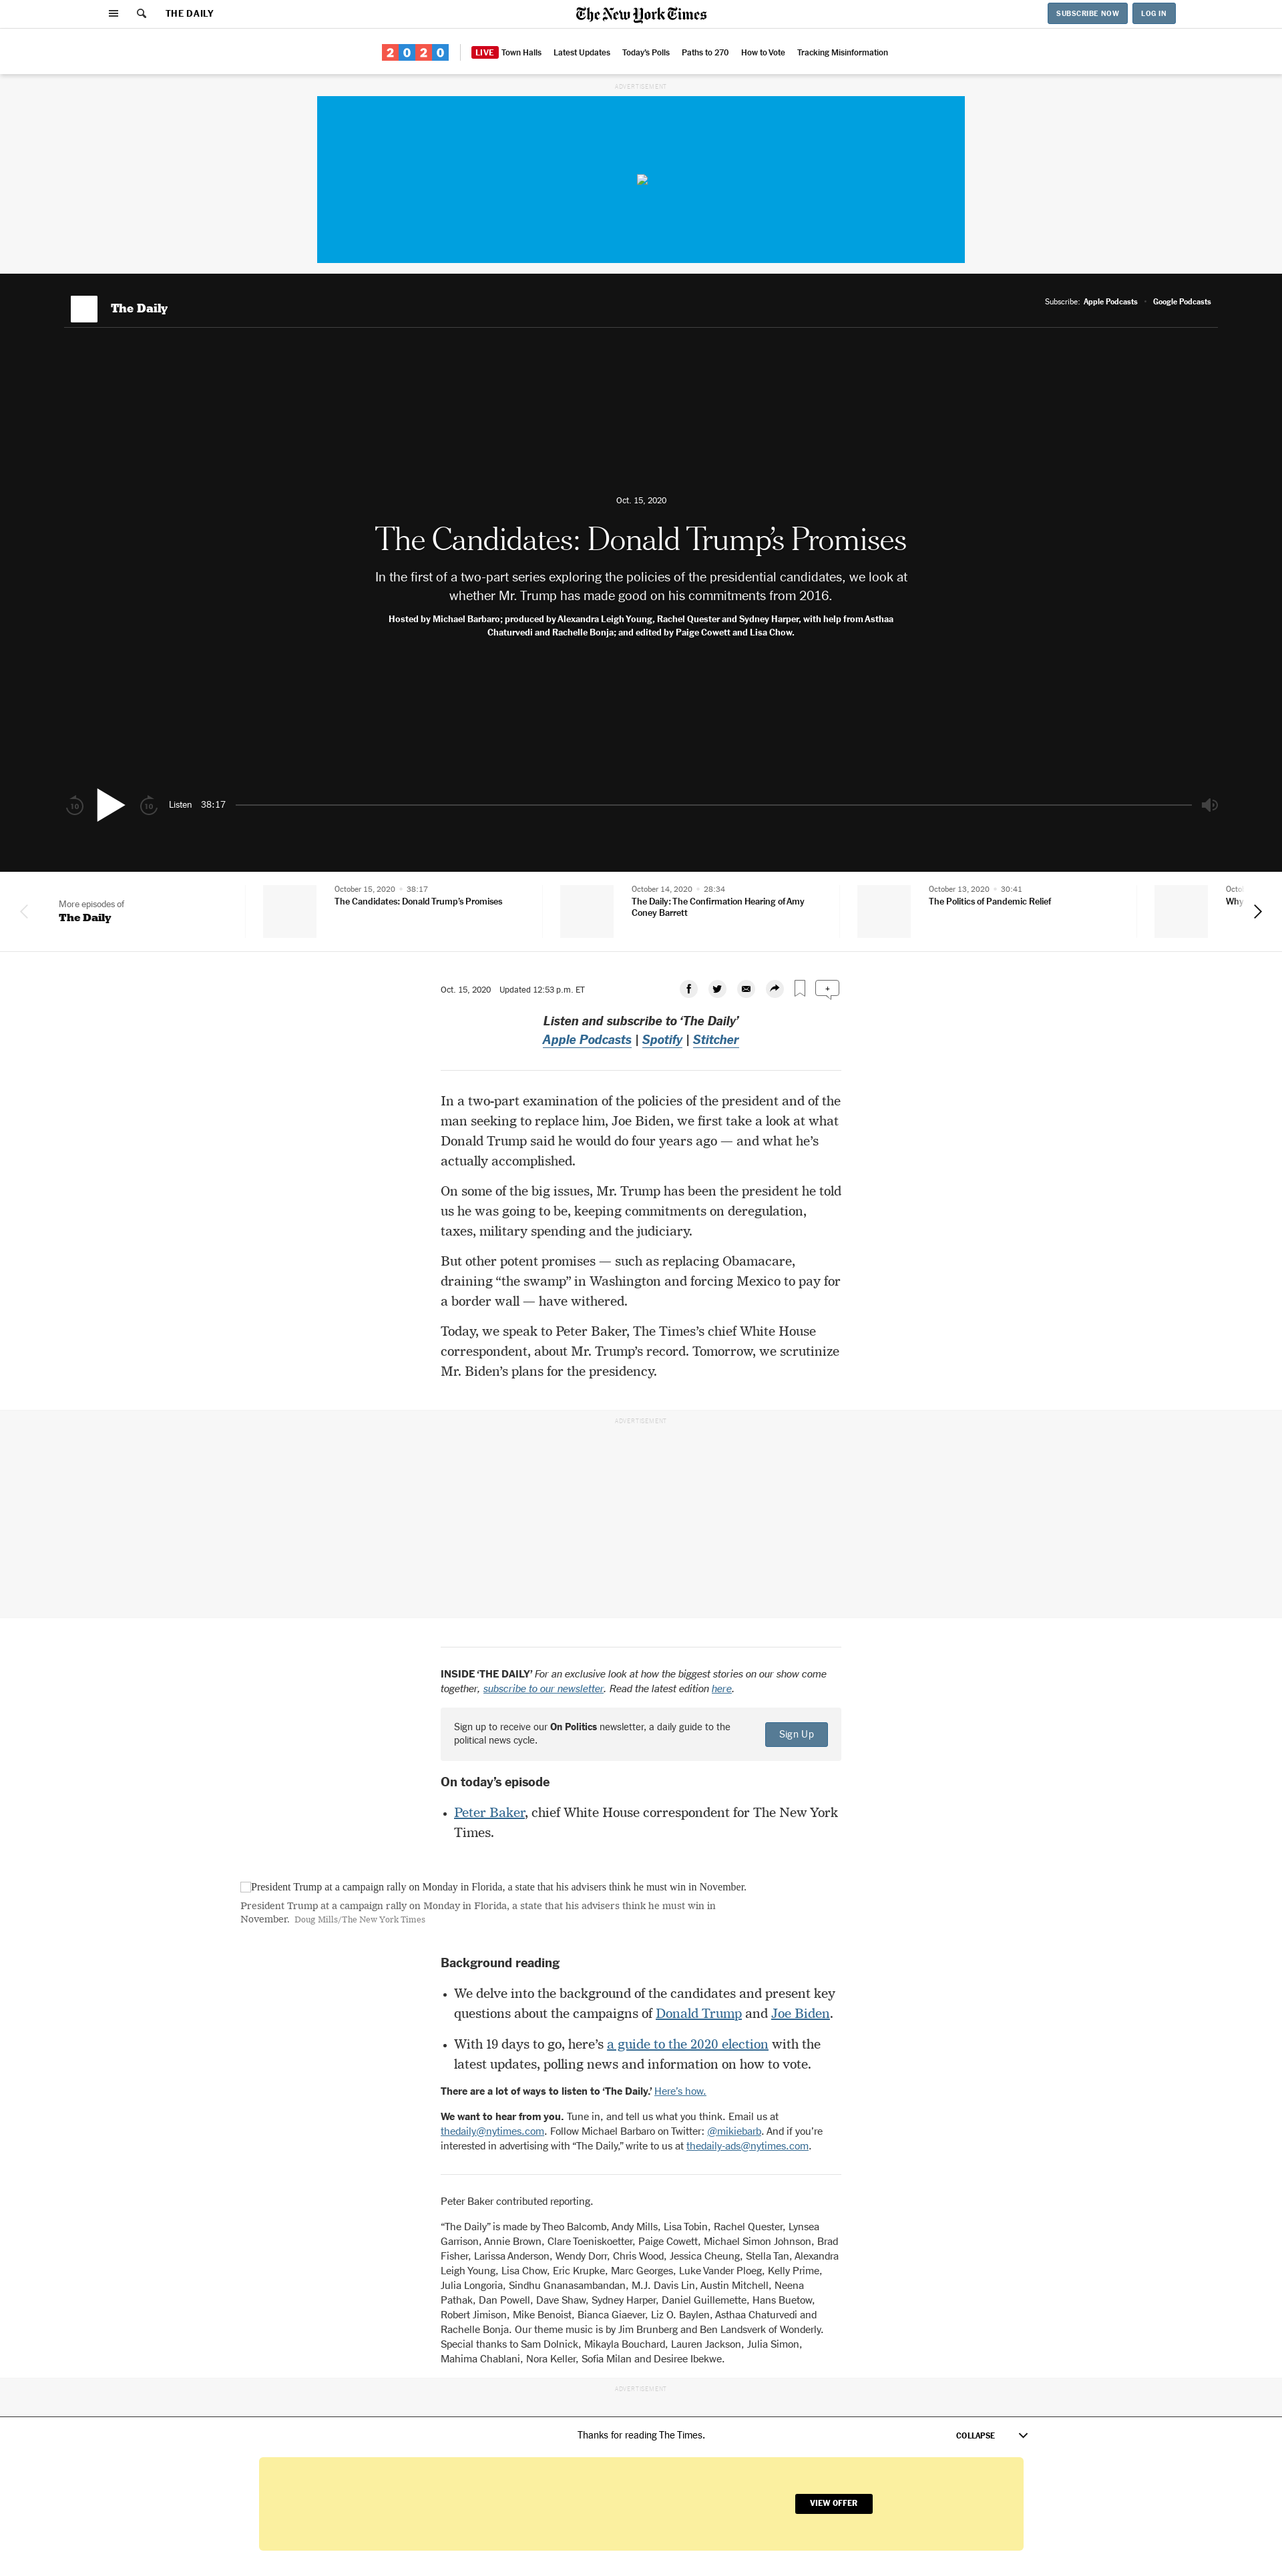 THE DAILY
The New York Times
SUBSCRIBE NOW
LOG IN
2020
LIVE Town Halls
Latest Updates
Today's Polls
Paths to 270
How to Vote
Tracking Misinformation
ADVERTISEMENT
The Daily
Subscribe: Apple Podcasts • Google Podcasts
Oct. 15, 2020
The Candidates: Donald Trump's Promises
In the first of a two-part series exploring the policies of the presidential candidates, we look at
whether Mr. Trump has made good on his commitments from 2016.
Hosted by Michael Barbaro; produced by Alexandra Leigh Young, Rachel Quester and Sydney Harper, with help from Asthaa
Chaturvedi and Rachelle Bonja; and edited by Paige Cowett and Lisa Chow.
10
10
Listen 38:17
More episodes of
The Daily
October 15, 2020 • 38:17
The Candidates: Donald Trump's Promises
October 14, 2020 • 28:34
The Daily: The Confirmation Hearing of Amy
Coney Barrett
October 13, 2020 • 30:41
The Politics of Pandemic Relief
Octo
Why
Oct. 15, 2020 Updated 12:53 p.m. ET
+
Listen and subscribe to ‘The Daily’
Apple Podcasts | Spotify | Stitcher
In a two-part examination of the policies of the president and of the
man seeking to replace him, Joe Biden, we first take a look at what
Donald Trump said he would do four years ago — and what he’s
actually accomplished.
On some of the big issues, Mr. Trump has been the president he told
us he was going to be, keeping commitments on deregulation,
taxes, military spending and the judiciary.
But other potent promises — such as replacing Obamacare,
draining “the swamp” in Washington and forcing Mexico to pay for
a border wall — have withered.
Today, we speak to Peter Baker, The Times’s chief White House
correspondent, about Mr. Trump’s record. Tomorrow, we scrutinize
Mr. Biden’s plans for the presidency.
ADVERTISEMENT
INSIDE ‘THE DAILY’ For an exclusive look at how the biggest stories on our show come
together, subscribe to our newsletter. Read the latest edition here.
Sign up to receive our On Politics newsletter, a daily guide to the
political news cycle.
Sign Up
On today’s episode
• Peter Baker, chief White House correspondent for The New York
Times.
President Trump at a campaign rally on Monday in Florida, a state that his advisers think he must win in November.
President Trump at a campaign rally on Monday in Florida, a state that his advisers think he must win in
November. Doug Mills/The New York Times
Background reading
• We delve into the background of the candidates and present key
questions about the campaigns of Donald Trump and Joe Biden.
• With 19 days to go, here’s a guide to the 2020 election with the
latest updates, polling news and information on how to vote.
There are a lot of ways to listen to ‘The Daily.’ Here’s how.
We want to hear from you. Tune in, and tell us what you think. Email us at
thedaily@nytimes.com. Follow Michael Barbaro on Twitter: @mikiebarb. And if you’re
interested in advertising with “The Daily,” write to us at thedaily-ads@nytimes.com.
Peter Baker contributed reporting.
“The Daily” is made by Theo Balcomb, Andy Mills, Lisa Tobin, Rachel Quester, Lynsea
Garrison, Annie Brown, Clare Toeniskoetter, Paige Cowett, Michael Simon Johnson, Brad
Fisher, Larissa Anderson, Wendy Dorr, Chris Wood, Jessica Cheung, Stella Tan, Alexandra
Leigh Young, Lisa Chow, Eric Krupke, Marc Georges, Luke Vander Ploeg, Kelly Prime,
Julia Longoria, Sindhu Gnanasambandan, M.J. Davis Lin, Austin Mitchell, Neena
Pathak, Dan Powell, Dave Shaw, Sydney Harper, Daniel Guillemette, Hans Buetow,
Robert Jimison, Mike Benoist, Bianca Giaever, Liz O. Baylen, Asthaa Chaturvedi and
Rachelle Bonja. Our theme music is by Jim Brunberg and Ben Landsverk of Wonderly.
Special thanks to Sam Dolnick, Mikayla Bouchard, Lauren Jackson, Julia Simon,
Mahima Chablani, Nora Keller, Sofia Milan and Desiree Ibekwe.
ADVERTISEMENT
Thanks for reading The Times.
COLLAPSE
VIEW OFFER